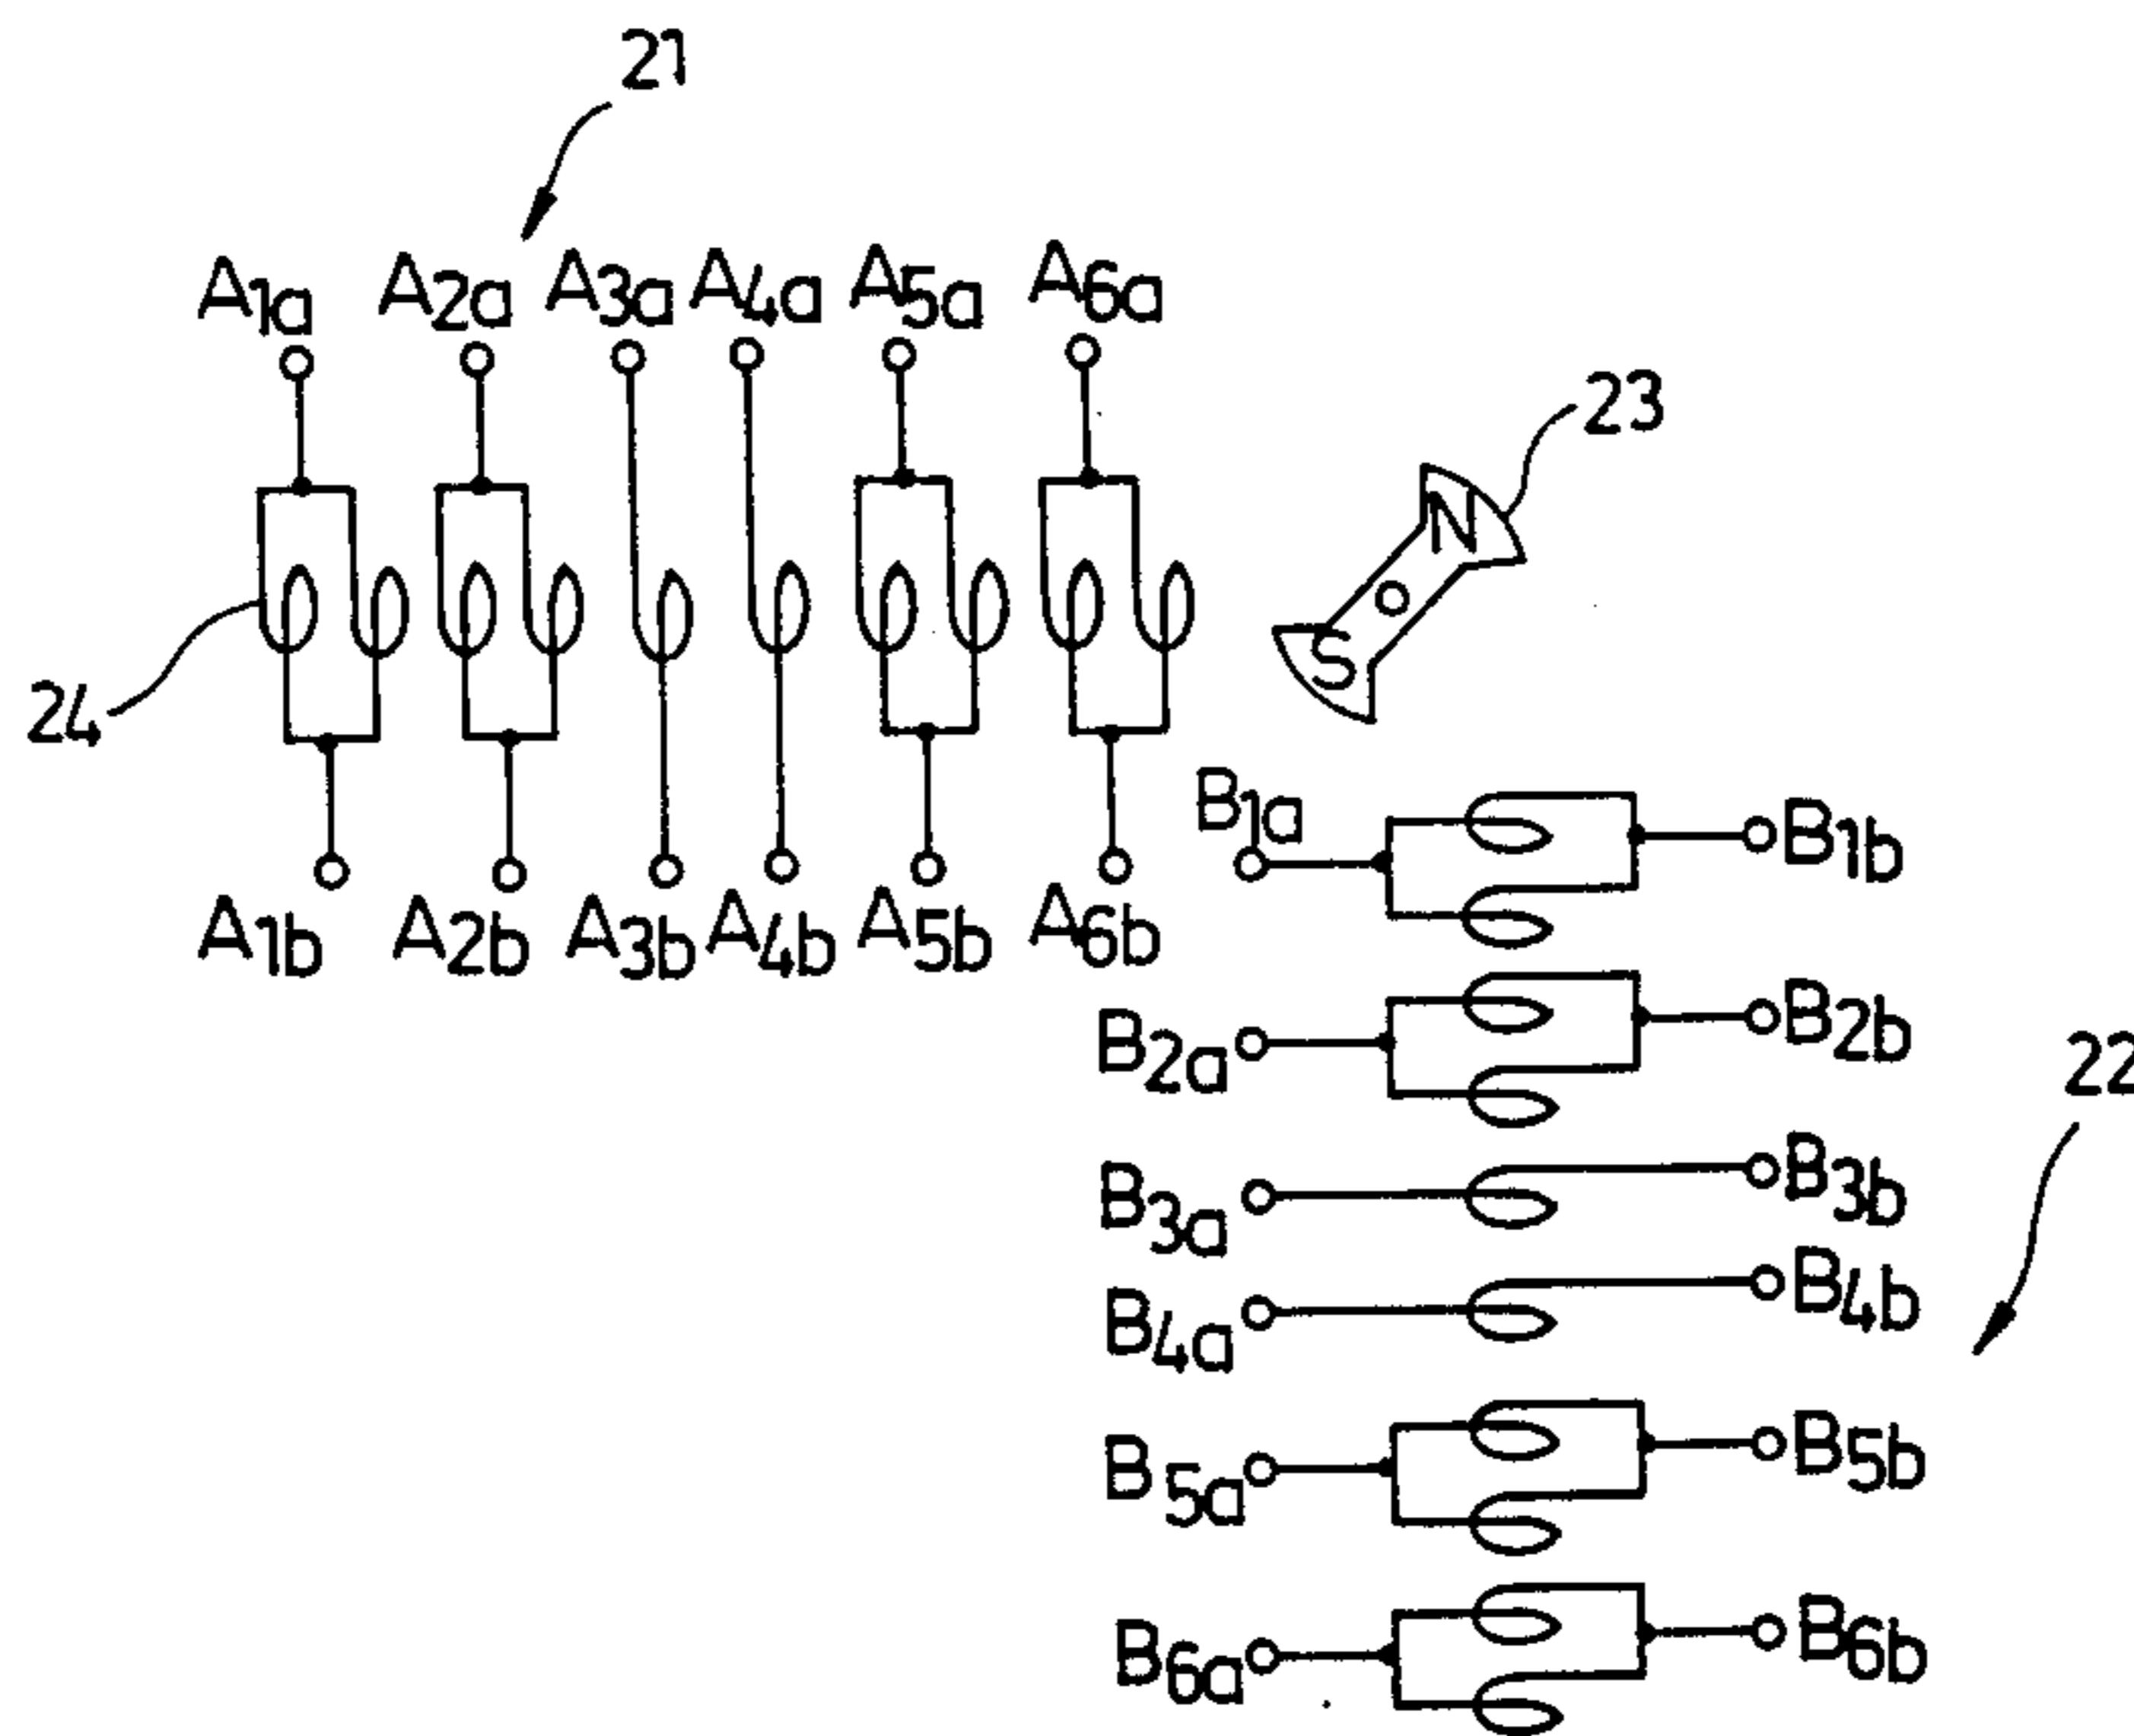 21
A1a A2a A3a A4a A5a A6a
23
N
S
24
A1b A2b A3b A4b A5b A6b
B1a B1b
B2a B2b
22
B3a B3b
B4a B4b
B5a B5b
B6a B6b